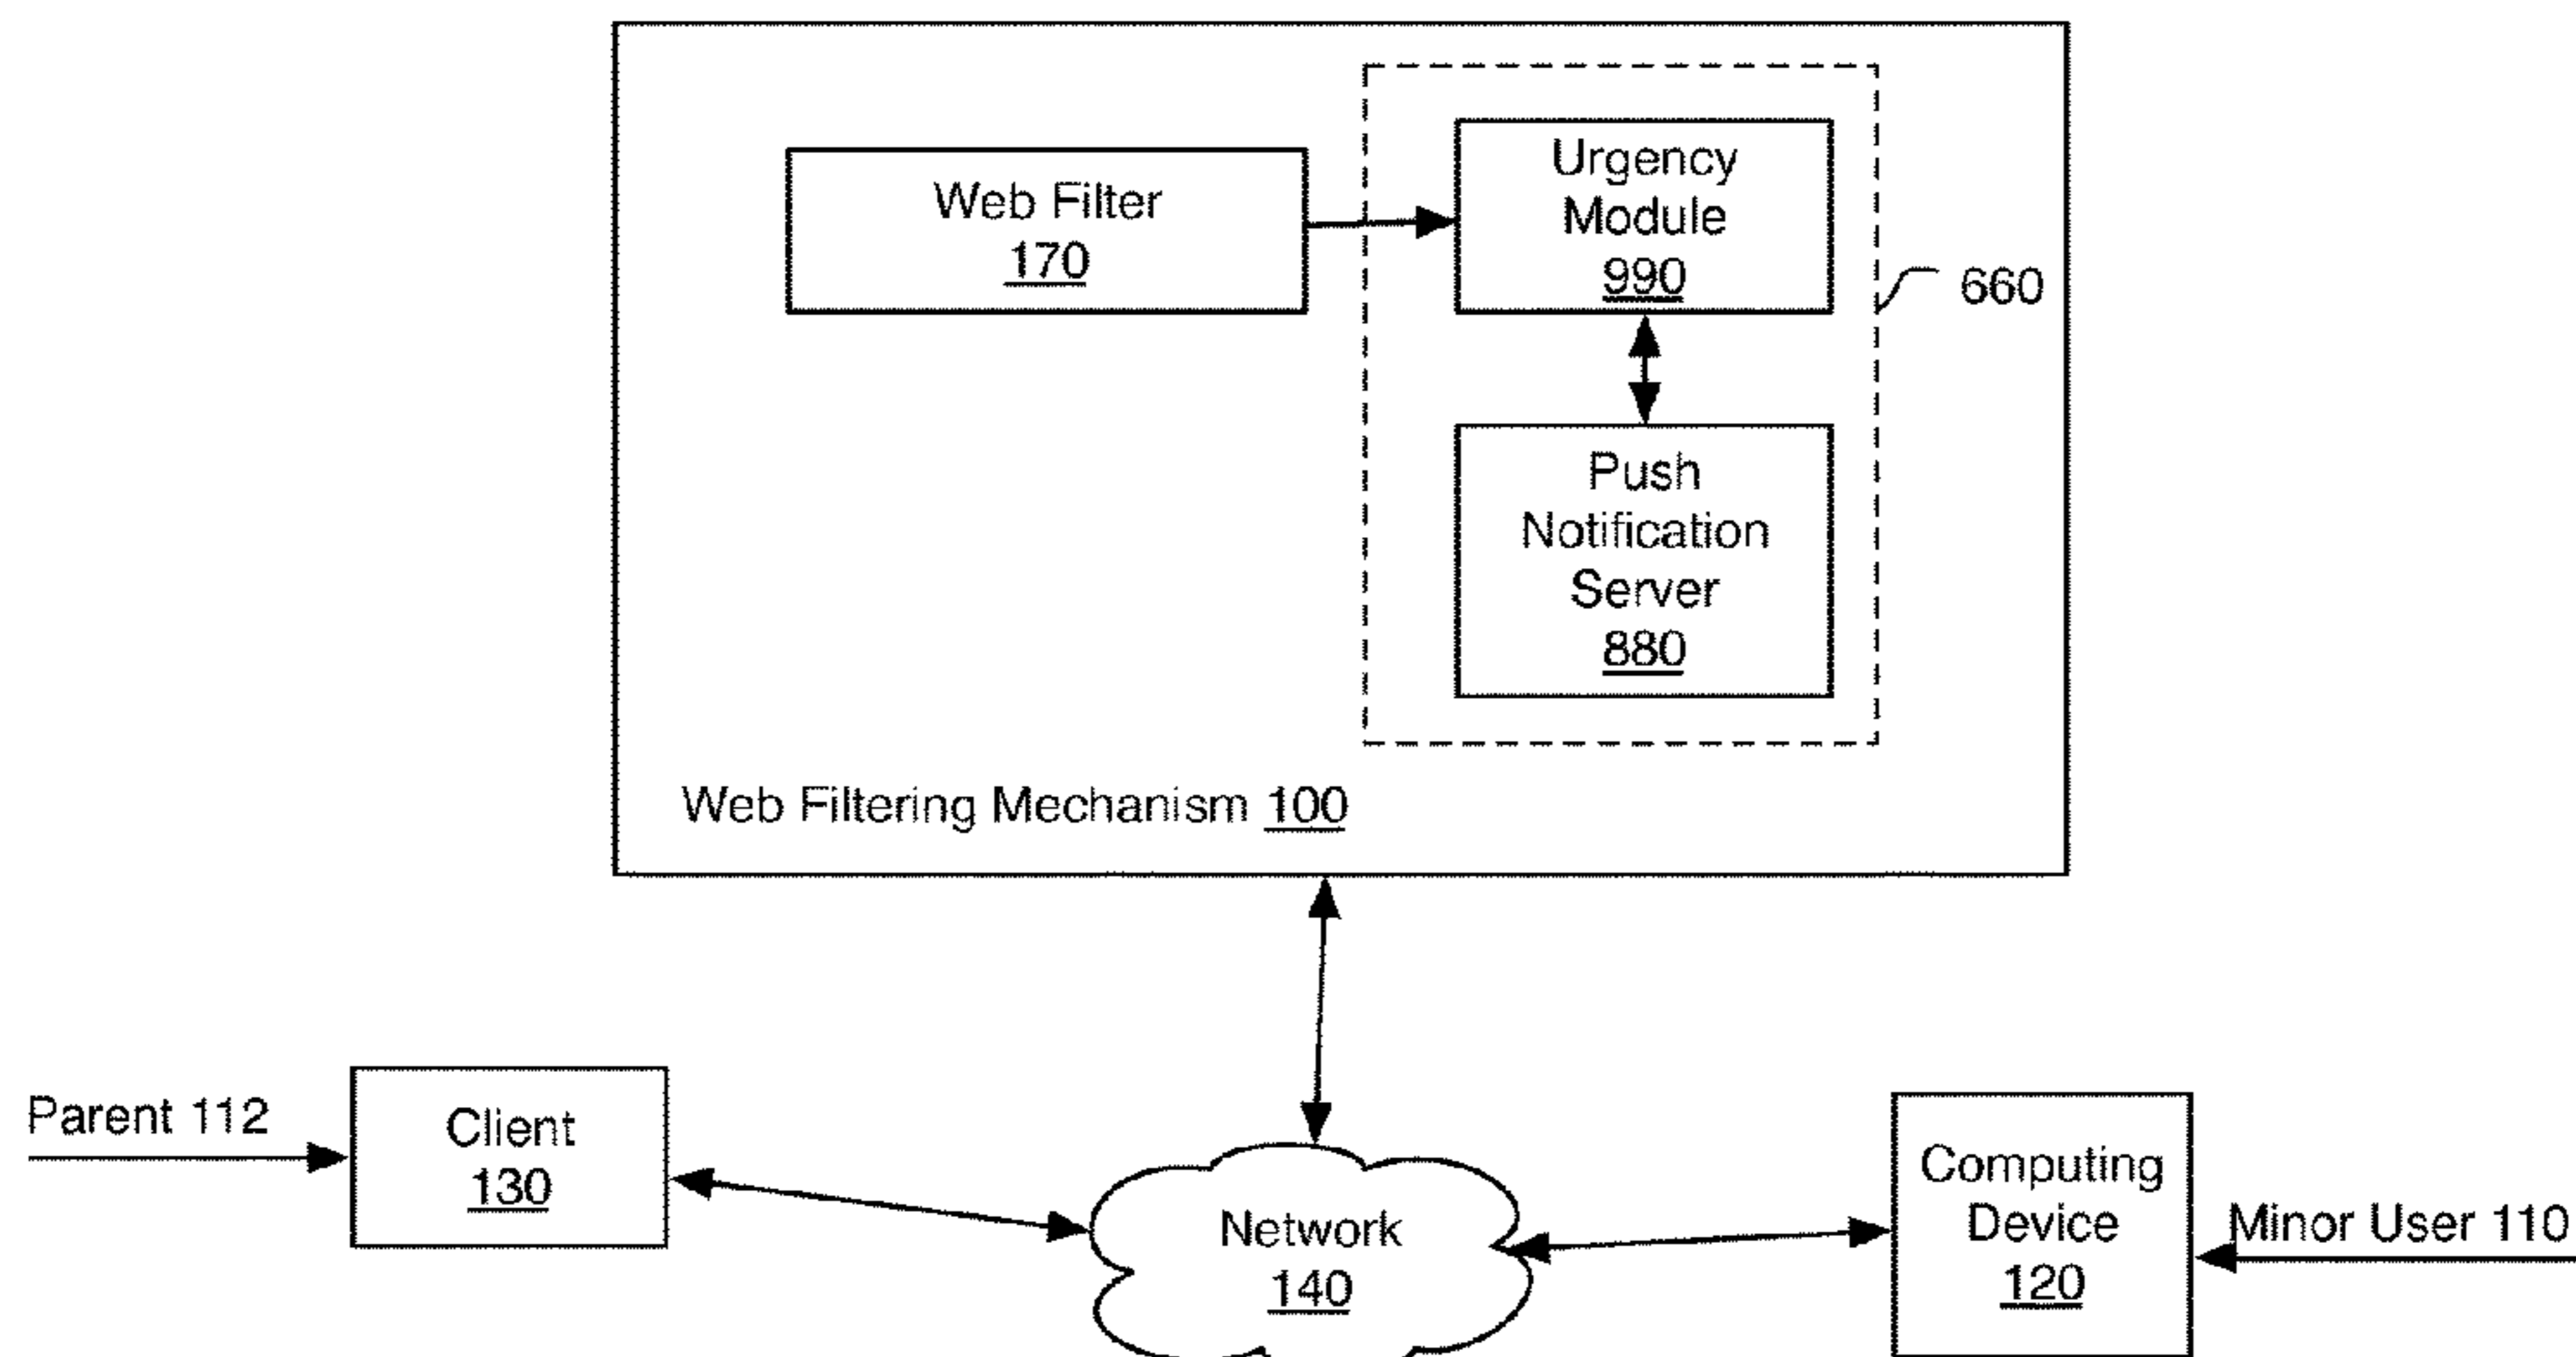 Web Filter
170
Urgency
Module
990
660
Push
Notification
Server
880
Web Filtering Mechanism 100
Parent 112
Client
130
Network
140
Computing
Device
120
Minor User 110